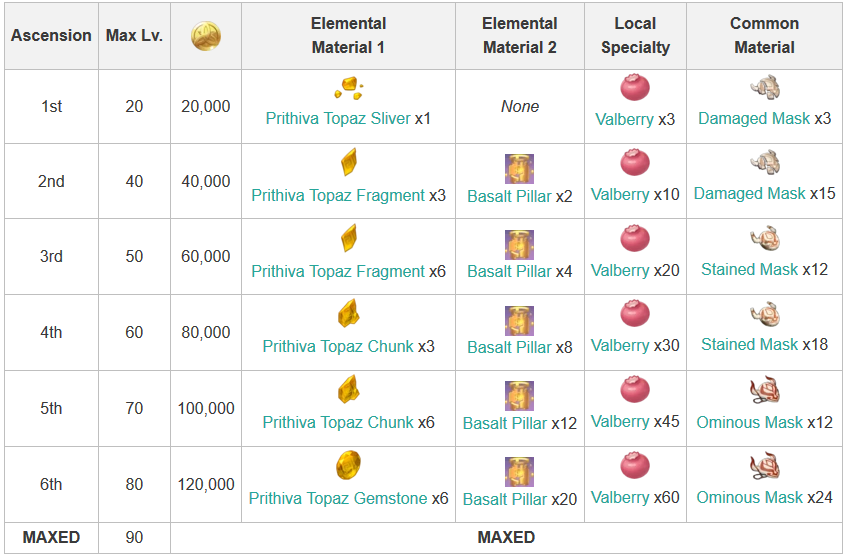 Ascension Max Lv. Elemental Material 1 Elemental Material 2 Local Specialty Common Material
1st 20 20,000 Prithiva Topaz Sliver x1 None Valberry x3 Damaged Mask x3
2nd 40 40,000 Prithiva Topaz Fragment x3 Basalt Pillar x2 Valberry x10 Damaged Mask x15
3rd 50 60,000 Prithiva Topaz Fragment x6 Basalt Pillar x4 Valberry x20 Stained Mask x12
4th 60 80,000 Prithiva Topaz Chunk x3 Basalt Pillar x8 Valberry x30 Stained Mask x18
5th 70 100,000 Prithiva Topaz Chunk x6 Basalt Pillar x12 Valberry x45 Ominous Mask x12
6th 80 120,000 Prithiva Topaz Gemstone x6 Basalt Pillar x20 Valberry x60 Ominous Mask x24
MAXED 90 MAXED